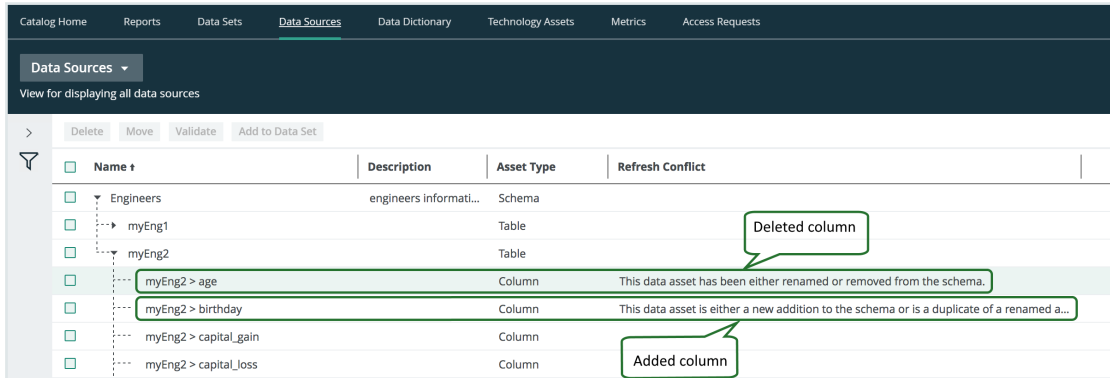 Catalog Home Reports Data Sets Data Sources Data Dictionary Technology Assets Metrics Access Requests
Data Sources
View for displaying all data sources
Delete Move Validate Add to Data Set
Name Description Asset Type Refresh Conflict
Engineers engineers informati... Schema
myEng1 Table
Deleted column
myEng2 Table
myEng2 > age Column This data asset has been either renamed or removed from the schema.
myEng2 > birthday Column This data asset is either a new addition to the schema or is a duplicate of a renamed a...
myEng2 > capital_gain Column
Added column
myEng2 > capital_loss Column